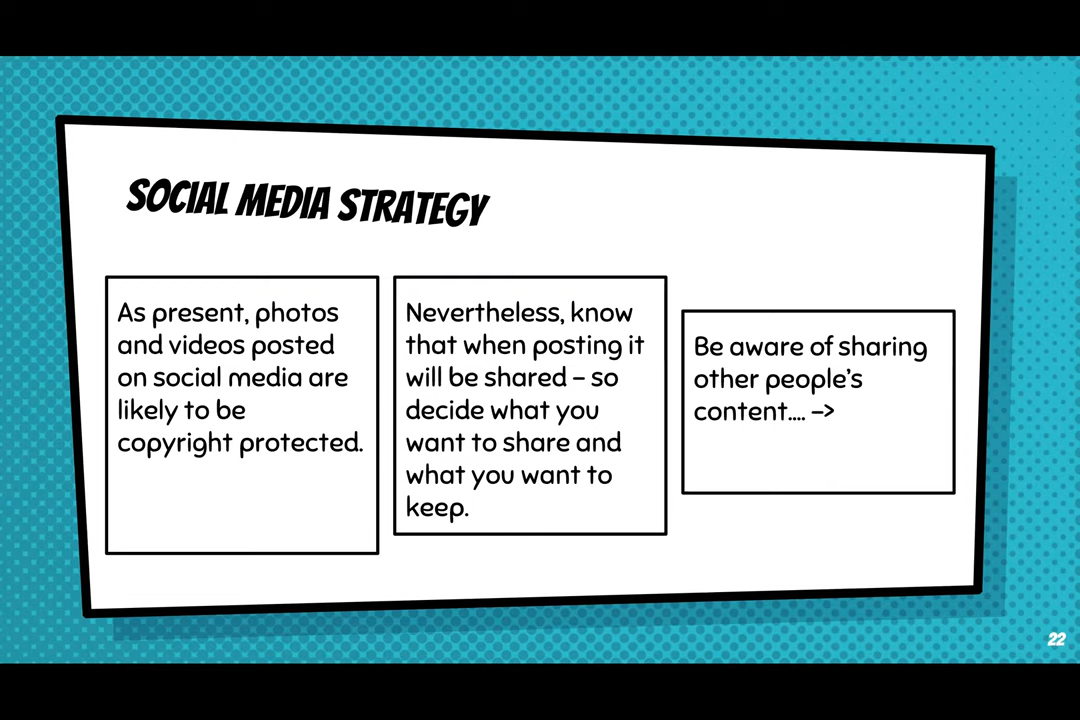 SOCIAL MEDIA STRATEGY
As present, photos
and videos posted
on social media are
likely to be
copyright protected.
Nevertheless, know
that when posting it
will be shared – so
decide what you
want to share and
what you want to
keep.
Be aware of sharing
other people's
content.... –>
22